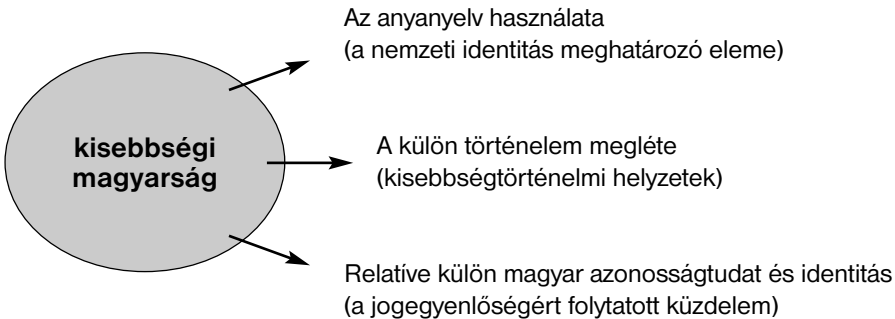 Az anyanyelv használata
(a nemzeti identitás meghatározó eleme)
kisebbségi
magyarság
A külön történelem megléte
(kisebbségtörténelmi helyzetek)
Relatíve külön magyar azonosságtudat és identitás
(a jogegyenlőségért folytatott küzdelem)